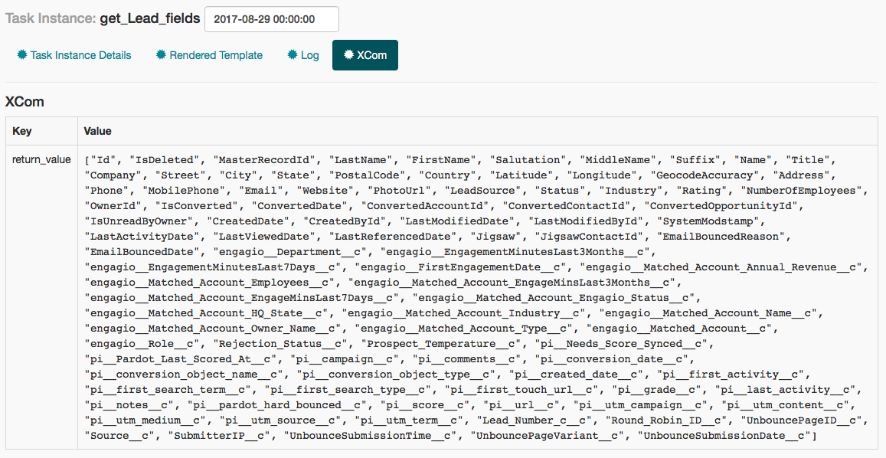 Task Instance: get_Lead_fields 2017-08-29 00:00:00
Task Instance Details Rendered Template Log XCom
XCom
Key Value
return_value ["Id", "IsDeleted", "MasterRecordId", "LastName", "FirstName", "Salutation", "MiddleName", "Suffix", "Name", "Title",
"Company", "Street", "City", "State", "PostalCode", "Country", "Latitude", "Longitude", "GeocodeAccuracy", "Address",
"Phone", "MobilePhone", "Email", "Website", "PhotoUrl", "LeadSource", "Status", "Industry", "Rating", "NumberOfEmployees",
"OwnerId", "IsConverted", "ConvertedDate", "ConvertedAccountId", "ConvertedContactId", "ConvertedOpportunityId",
"IsUnreadByOwner", "CreatedDate", "CreatedById", "LastModifiedDate", "LastModifiedById", "SystemModstamp",
"LastActivityDate", "LastViewedDate", "LastReferencedDate", "Jigsaw", "JigsawContactId", "EmailBouncedReason",
"EmailBouncedDate", "engagio__Department__c", "engagio__EngagementMinutesLast3Months__c",
"engagio__EngagementMinutesLast7Days__c", "engagio__FirstEngagementDate__c", "engagio__Matched_Account_Annual_Revenue__c",
"engagio__Matched_Account_Employees__c", "engagio__Matched_Account_EngageMinsLast3Months__c",
"engagio__Matched_Account_EngageMinsLast7Days__c", "engagio__Matched_Account_Engagio_Status__c",
"engagio__Matched_Account_HQ_State__c", "engagio__Matched_Account_Industry__c", "engagio__Matched_Account_Name__c",
"engagio__Matched_Account_Owner_Name__c", "engagio__Matched_Account_Type__c", "engagio__Matched_Account__c",
"engagio__Role__c", "Rejection_Status__c", "Prospect_Temperature__c", "pi__Needs_Score_Synced__c",
"pi__Pardot_Last_Scored_At__c", "pi__campaign__c", "pi__comments__c", "pi__conversion_date__c",
"pi__conversion_object_name__c", "pi__conversion_object_type__c", "pi__created_date__c", "pi__first_activity__c",
"pi__first_search_term__c", "pi__first_search_type__c", "pi__first_touch_url__c", "pi__grade__c", "pi__last_activity__c",
"pi__notes__c", "pi__pardot_hard_bounced__c", "pi__score__c", "pi__url__c", "pi__utm_campaign__c", "pi__utm_content__c",
"pi__utm_medium__c", "pi__utm_source__c", "pi__utm_term__c", "Lead_Number_c__c", "Round_Robin_ID__c", "UnbouncePageID__c",
"Source__c", "SubmitterIP__c", "UnbounceSubmissionTime__c", "UnbouncePageVariant__c", "UnbounceSubmissionDate__c"]